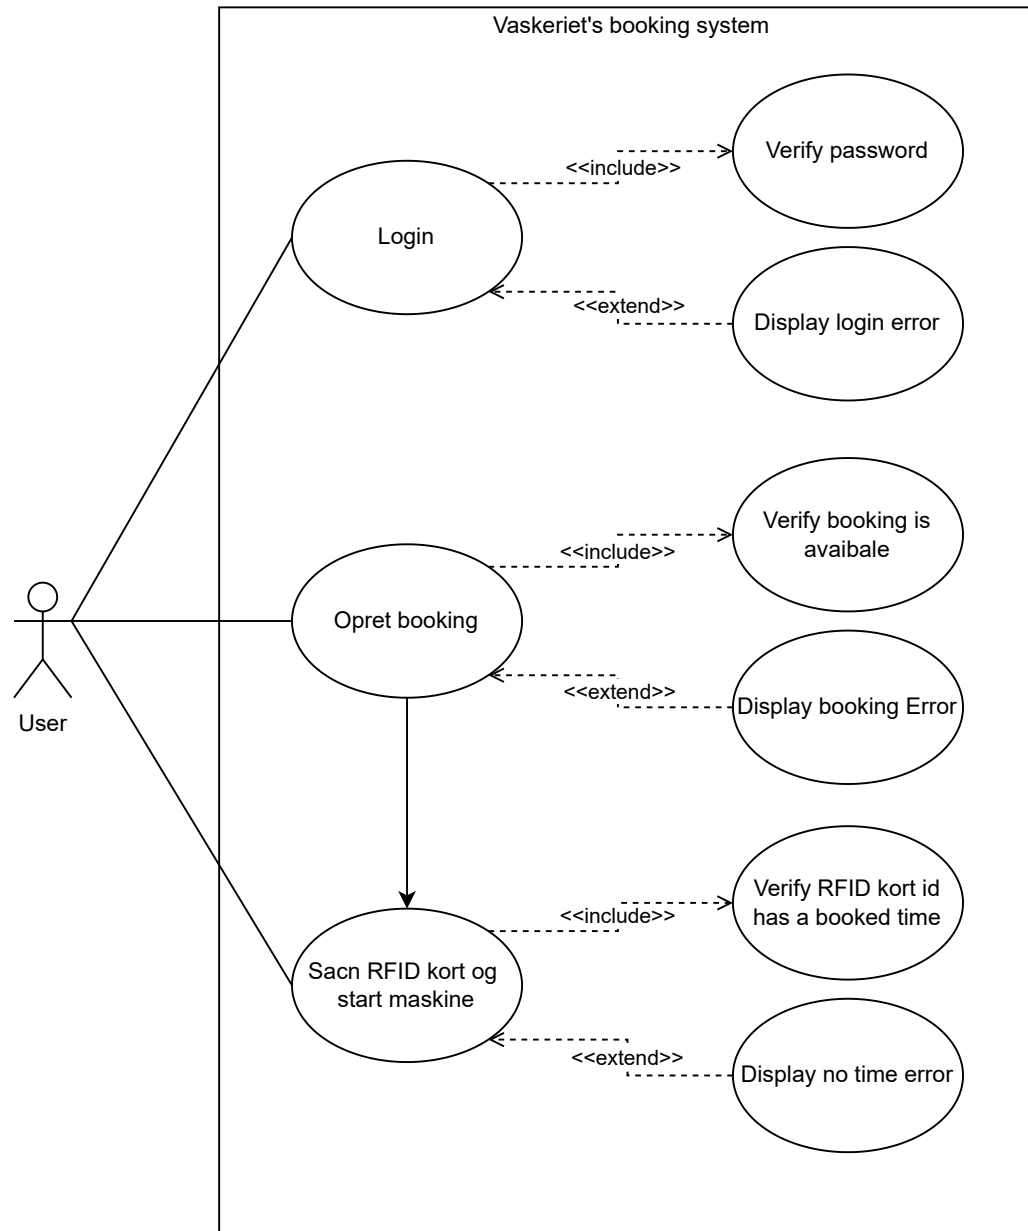 Vaskeriet's booking system
Verify password
<<include>>
Login
<<extend>>
Display login error
Verify booking is
avaibale
<<include>>
Opret booking
<<extend>>
Display booking Error
User
Verify RFID kort id
has a booked time
<<include>>
Sacn RFID kort og
start maskine
<<extend>>
Display no time error